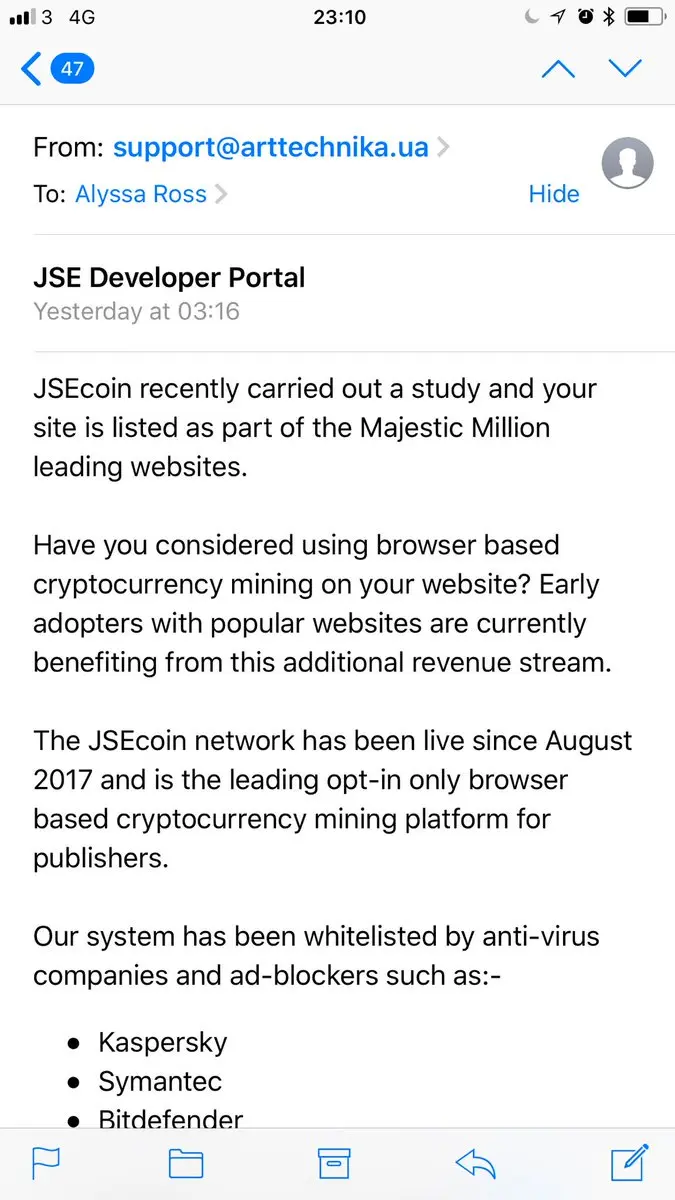 3 4G 23:10
47
From: support@arttechnika.ua
To: Alyssa Ross Hide
JSE Developer Portal
Yesterday at 03:16
JSEcoin recently carried out a study and your
site is listed as part of the Majestic Million
leading websites.
Have you considered using browser based
cryptocurrency mining on your website? Early
adopters with popular websites are currently
benefiting from this additional revenue stream.
The JSEcoin network has been live since August
2017 and is the leading opt-in only browser
based cryptocurrency mining platform for
publishers.
Our system has been whitelisted by anti-virus
companies and ad-blockers such as:-
● Kaspersky
● Symantec
● Bitdefender